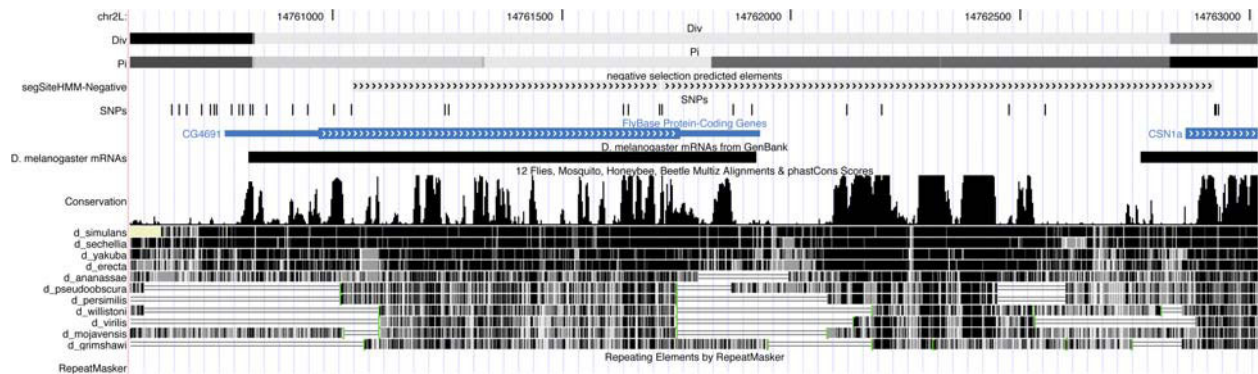 chr2L: 14761000 14761500 14762000 14762500 14763000
Div
Div
Pi
Pi
negative selection predicted elements
segSiteHMM-Negative
SNPs
SNPs
FlyBase Protein-Coding Genes
CG4691 CSN1a
D. melanogaster mRNAs from GenBank
D. melanogaster mRNAs
12 Flies, Mosquito, Honeybee, Beetle Multiz Alignments & phastCons Scores
Conservation
d_simulans
d_sechellia
d_yakuba
d_erecta
d_ananassae
d_pseudoobscura
d_persimilis
d_willistoni
d_virilis
d_mojavensis
d_grimshawi
Repeating Elements by RepeatMasker
RepeatMasker